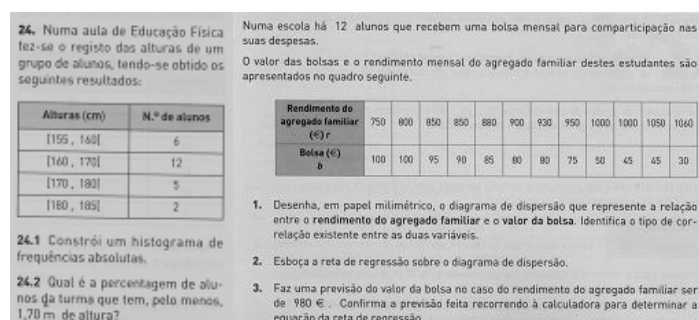 24. Numa aula de Educação Física
fez-se o registo das alturas de um
grupo de alunos, tendo-se obtido os
seguintes resultados:
Alturas (cm) N.º de alunos
[155 , 160[ 6
[160 , 170[ 12
[170 , 180[ 5
[180 , 185[ 2
24.1 Constrói um histograma de
frequências absolutas.
24.2 Qual é a percentagem de alu-
nos da turma que tem, pelo menos,
1,70 m de altura?
Numa escola há 12 alunos que recebem uma bolsa mensal para comparticipação nas
suas despesas.
O valor das bolsas e o rendimento mensal do agregado familiar destes estudantes são
apresentados no quadro seguinte.
Rendimento do
agregado familiar 750 800 850 850 880 900 930 950 1000 1000 1050 1060
(€) r
Bolsa (€) 100 100 95 90 85 80 80 75 50 45 45 30
b
1. Desenha, em papel milimétrico, o diagrama de dispersão que represente a relação
entre o rendimento do agregado familiar e o valor da bolsa. Identifica o tipo de cor-
relação existente entre as duas variáveis.
2. Esboça a reta de regressão sobre o diagrama de dispersão.
3. Faz uma previsão do valor da bolsa no caso do rendimento do agregado familiar ser
de 980 € . Confirma a previsão feita recorrendo à calculadora para determinar a
equação da reta de regressão.